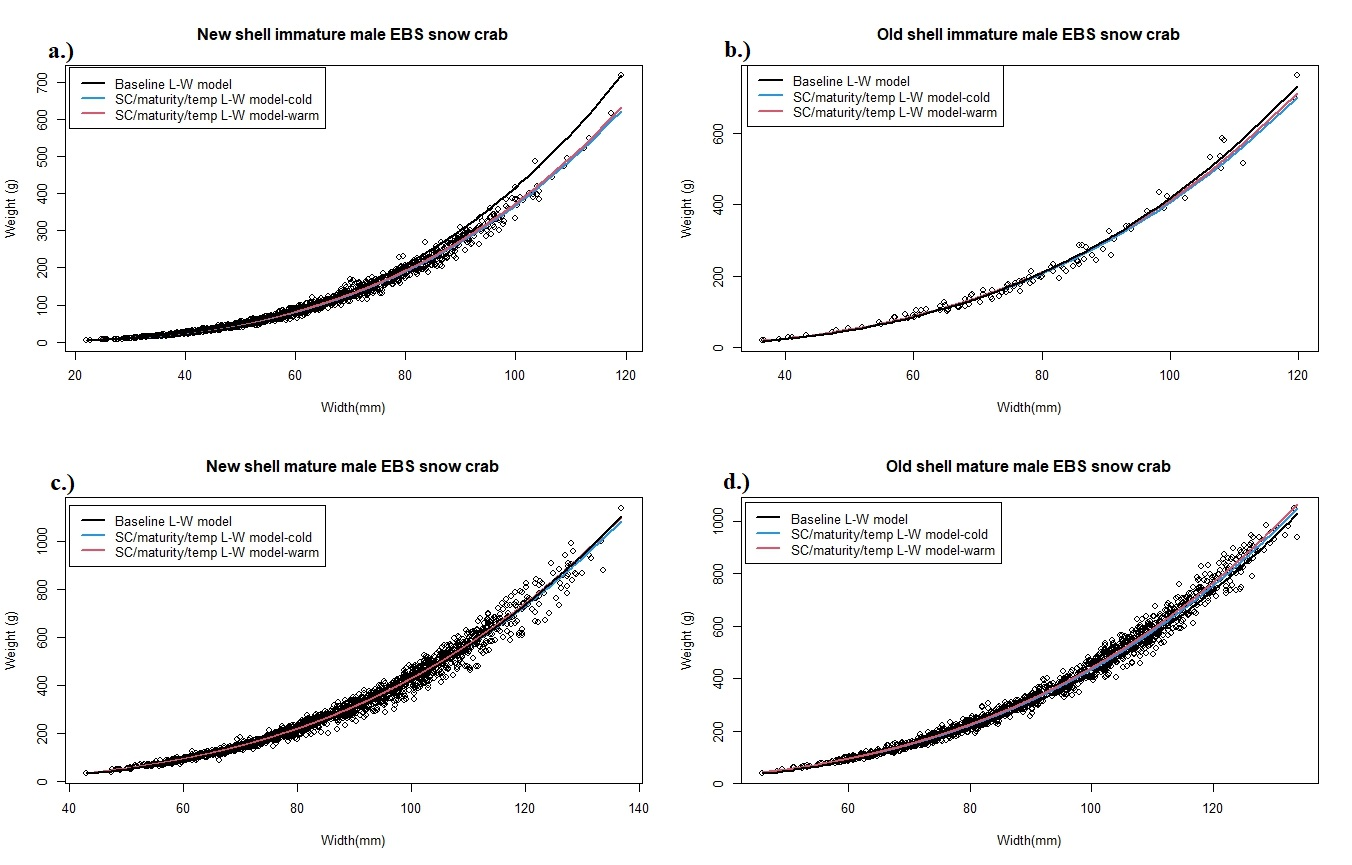 a.)
New shell immature male EBS snow crab
Baseline L-W model
SC/maturity/temp L-W model-cold
SC/maturity/temp L-W model-warm
Weight (g)
0 100 200 300 400 500 600 700
20 40 60 80 100 120
Width(mm)
b.)
Old shell immature male EBS snow crab
Baseline L-W model
SC/maturity/temp L-W model-cold
SC/maturity/temp L-W model-warm
Weight (g)
0 200 400 600
40 60 80 100 120
Width(mm)
c.)
New shell mature male EBS snow crab
Baseline L-W model
SC/maturity/temp L-W model-cold
SC/maturity/temp L-W model-warm
Weight (g)
0 200 400 600 800 1000
40 60 80 100 120 140
Width(mm)
d.)
Old shell mature male EBS snow crab
Baseline L-W model
SC/maturity/temp L-W model-cold
SC/maturity/temp L-W model-warm
Weight (g)
0 200 400 600 800 1000
60 80 100 120
Width(mm)